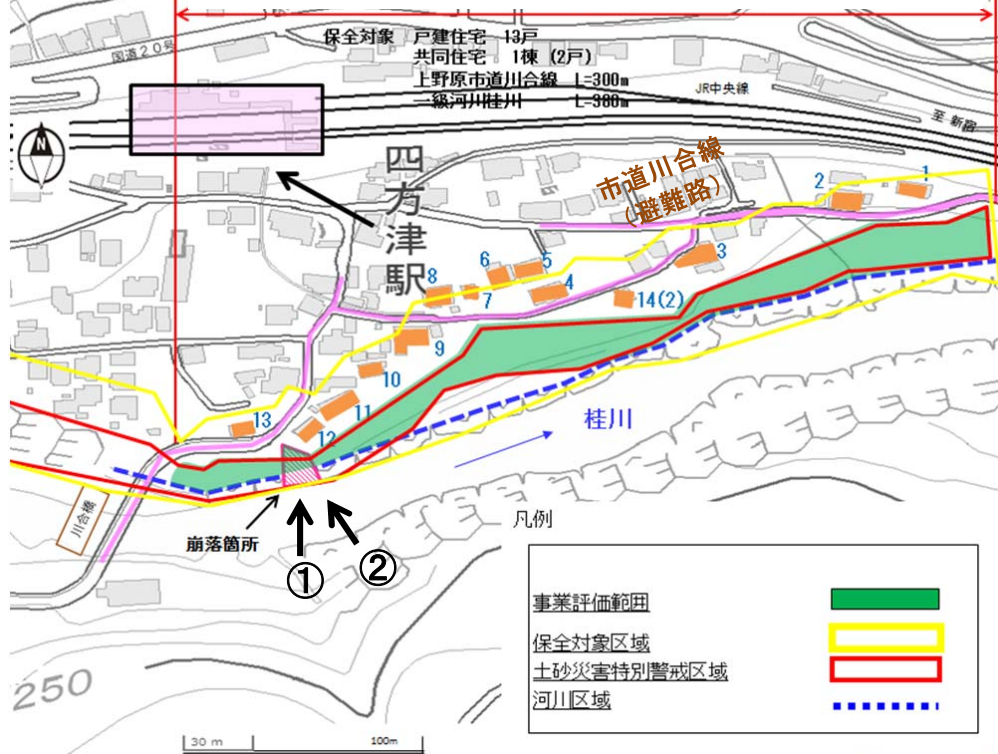 保全対象 戸建住宅 13戸
共同住宅 1棟 (2戸)
上野原市道川合線 L=300m
一級河川桂川 L=380m
国道20号
JR中央線
至 新宿
四方津駅
市道川合線
(避難路)
1
2
3
4
5
6
7
8
9
10
11
12
13
14(2)
桂川
川合橋
崩落箇所
①
②
N
250
30 m
100m
凡例
事業評価範囲
保全対象区域
土砂災害特別警戒区域
河川区域